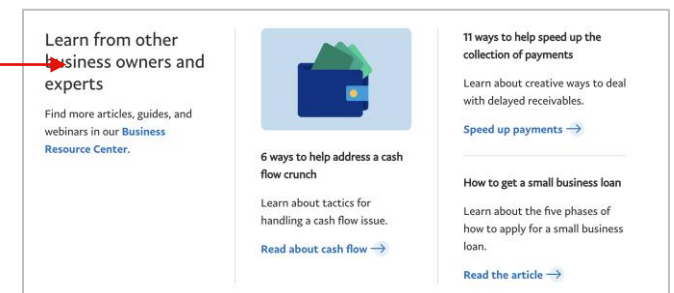 Learn from other
business owners and
experts
Find more articles, guides, and
webinars in our Business
Resource Center.
6 ways to help address a cash
flow crunch
Learn about tactics for
handling a cash flow issue.
Read about cash flow →
11 ways to help speed up the
collection of payments
Learn about creative ways to deal
with delayed receivables.
Speed up payments →
How to get a small business loan
Learn about the five phases of
how to apply for a small business
loan.
Read the article →